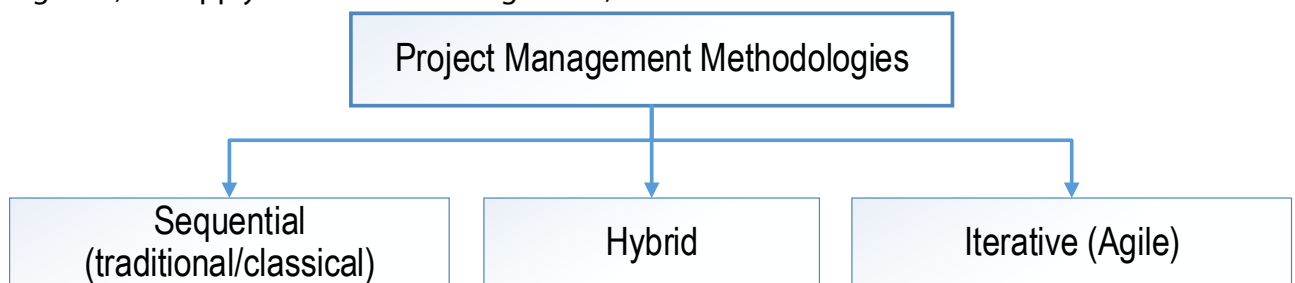 Project Management Methodologies
Sequential
(traditional/classical)
Hybrid
Iterative (Agile)